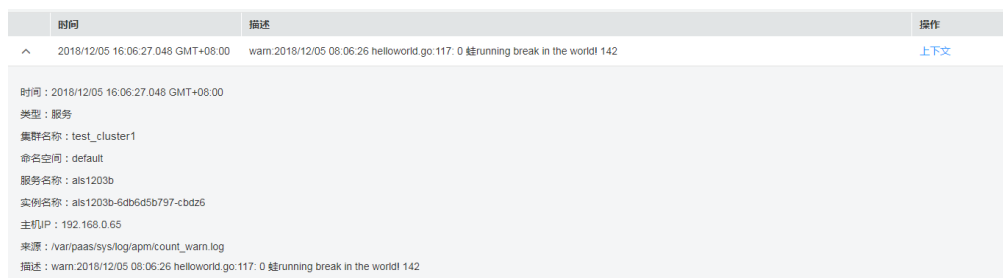 时间 描述 操作
2018/12/05 16:06:27.048 GMT+08:00 warn:2018/12/05 08:06:26 helloworld.go:117: 0 蛙running break in the world! 142 上下文
时间：2018/12/05 16:06:27.048 GMT+08:00
类型：服务
集群名称：test_cluster1
命名空间：default
服务名称：als1203b
实例名称：als1203b-6db6d5b797-cbdz6
主机IP：192.168.0.65
来源：/var/paas/sys/log/apm/count_warn.log
描述：warn:2018/12/05 08:06:26 helloworld.go:117: 0 蛙running break in the world! 142